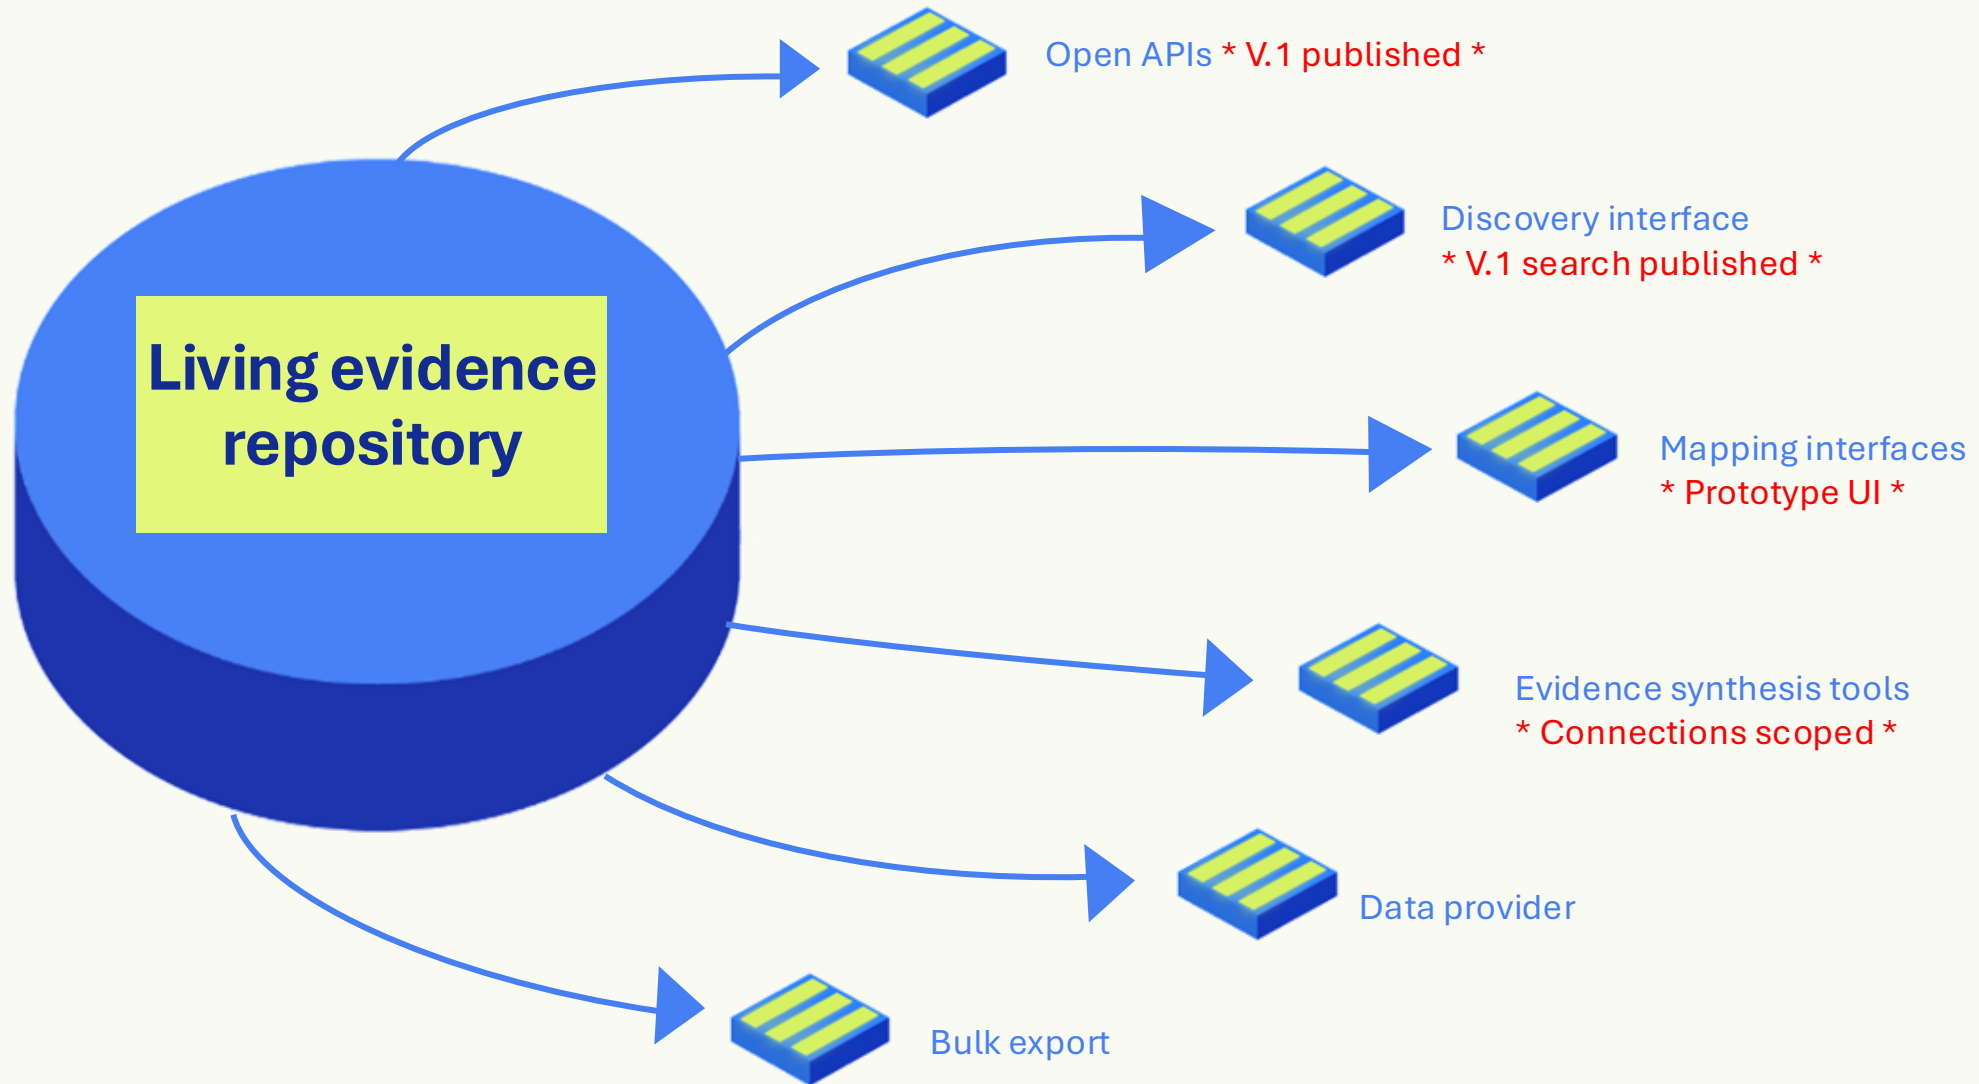 Open APIs * V.1 published *
Discovery interface
* V.1 search published *
Living evidence
repository
Mapping interfaces
* Prototype UI *
Evidence synthesis tools
* Connections scoped *
Data provider
Bulk export